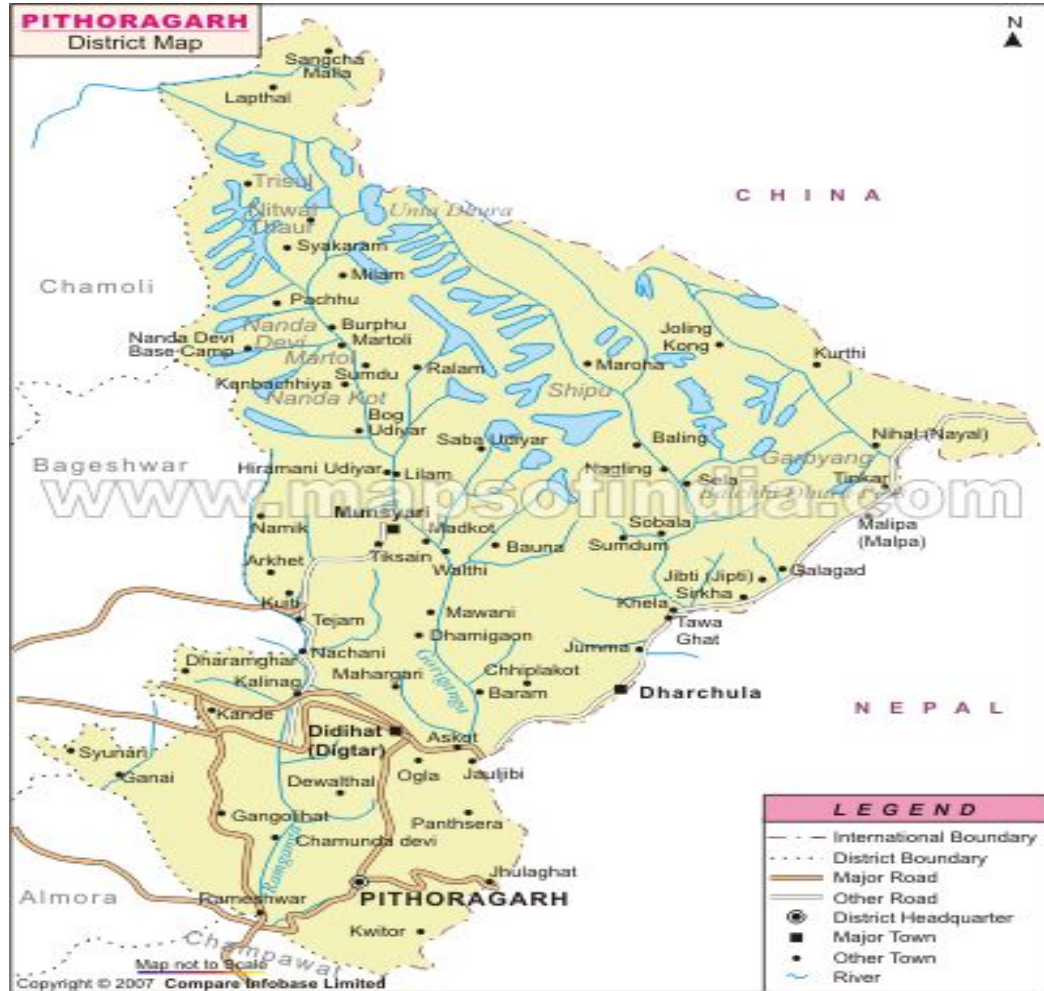 PITHORAGARH
District Map
N
Sangcha
Malla
Lapthal
Trisul
Nitwal
Thaur
Unta Dhura
CHINA
Syakaram
Milam
Chamoli
Pachhu
Nanda
Devi
Burphu
Nanda Devi
Base Camp
Martoli
Martoli
Joling
Kong
Kurthi
Sumdu
Ralam
Maroha
Kanbachhiya
Nanda Kot
Shipu
Bog
Udiyar
Saba Udiyar
Baling
Nihal (Nayal)
Garbyang
Bageshwar
Hiramani Udiyar
Lilam
Nagling
Sela
Tinkar
www.mapsofindia.com
Namik
Munsyari
Madkot
Sobala
Malipa
(Malpa)
Tiksain
Bauna
Sumdum
Arkhet
Walthi
Galagad
Jibti (Jipti)
Kuiti
Sirkha
Mawani
Khela
Tejam
Tawa
Ghat
Dhamigaon
Nachani
Jumma
Dharamghar
Mahargari
Goriganga
Chhiplakot
Kalinag
Baram
Dharchula
Kande
NEPAL
Didihat
(Digtar)
Askot
Syunari
Ganai
Ogla
Jauljibi
Dewalthal
Gangolihat
Panthsera
Chamunda devi
Ramganga
Jhulaghat
Almora
Rameshwar
PITHORAGARH
Kwitor
Champawat
Map not to Scale
Copyright © 2007 Compare Infobase Limited
LEGEND
International Boundary
District Boundary
Major Road
Other Road
District Headquarter
Major Town
Other Town
River